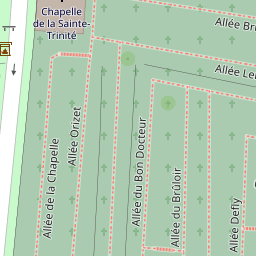 Chapelle
de la Sainte-
Trinité
Allée Bru
Allée Le
Allée de la Chapelle
Allée Orizet
Allée du Bon Docteur
Allée du Brûloir
Allée Defly